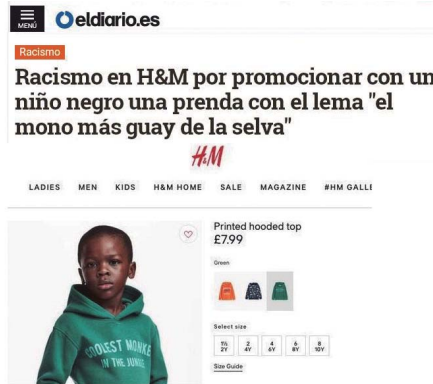 MENÚ
eldiario.es
Racismo
Racismo en H&M por promocionar con un
niño negro una prenda con el lema "el
mono más guay de la selva"
H&M
LADIES MEN KIDS H&M HOME SALE MAGAZINE #HM GALLE
Printed hooded top
£7.99
Green
COOLEST MONKE
IN THE JUNGL
Select size
1½ 2 4 6 8
2Y 4Y 6Y 8Y 10Y
Size Guide